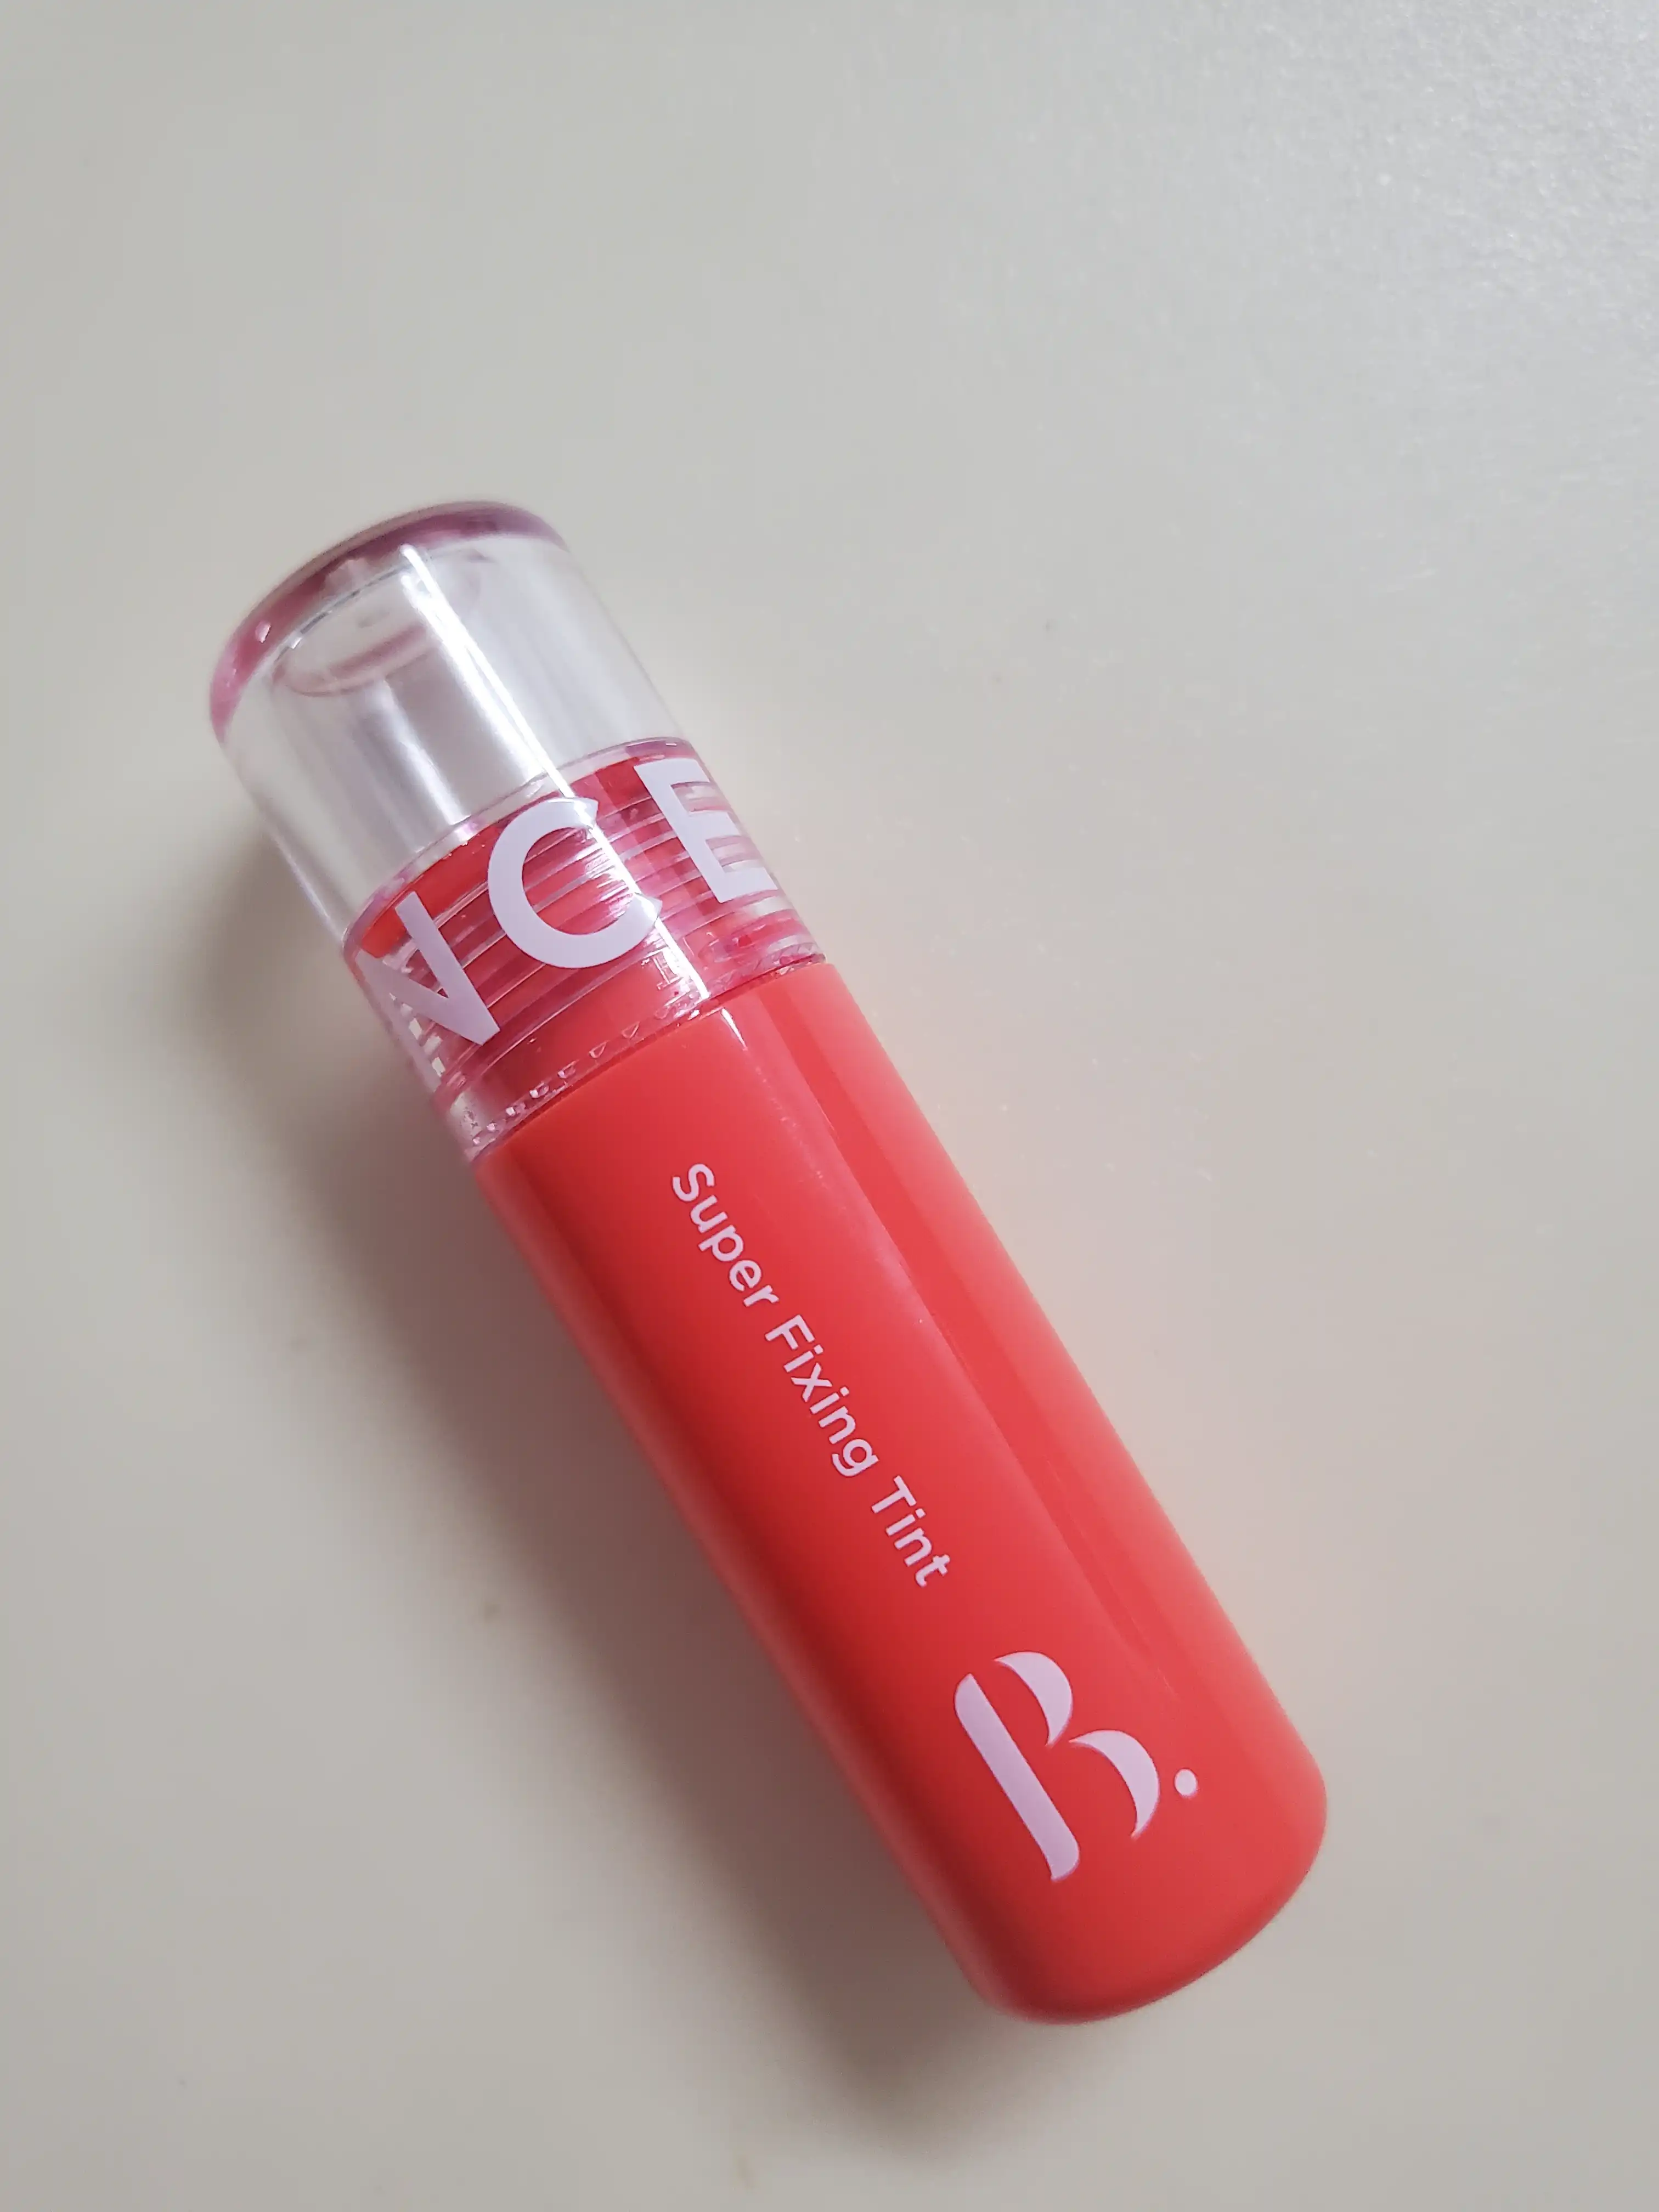 NCE
Super Fixing Tint
B.